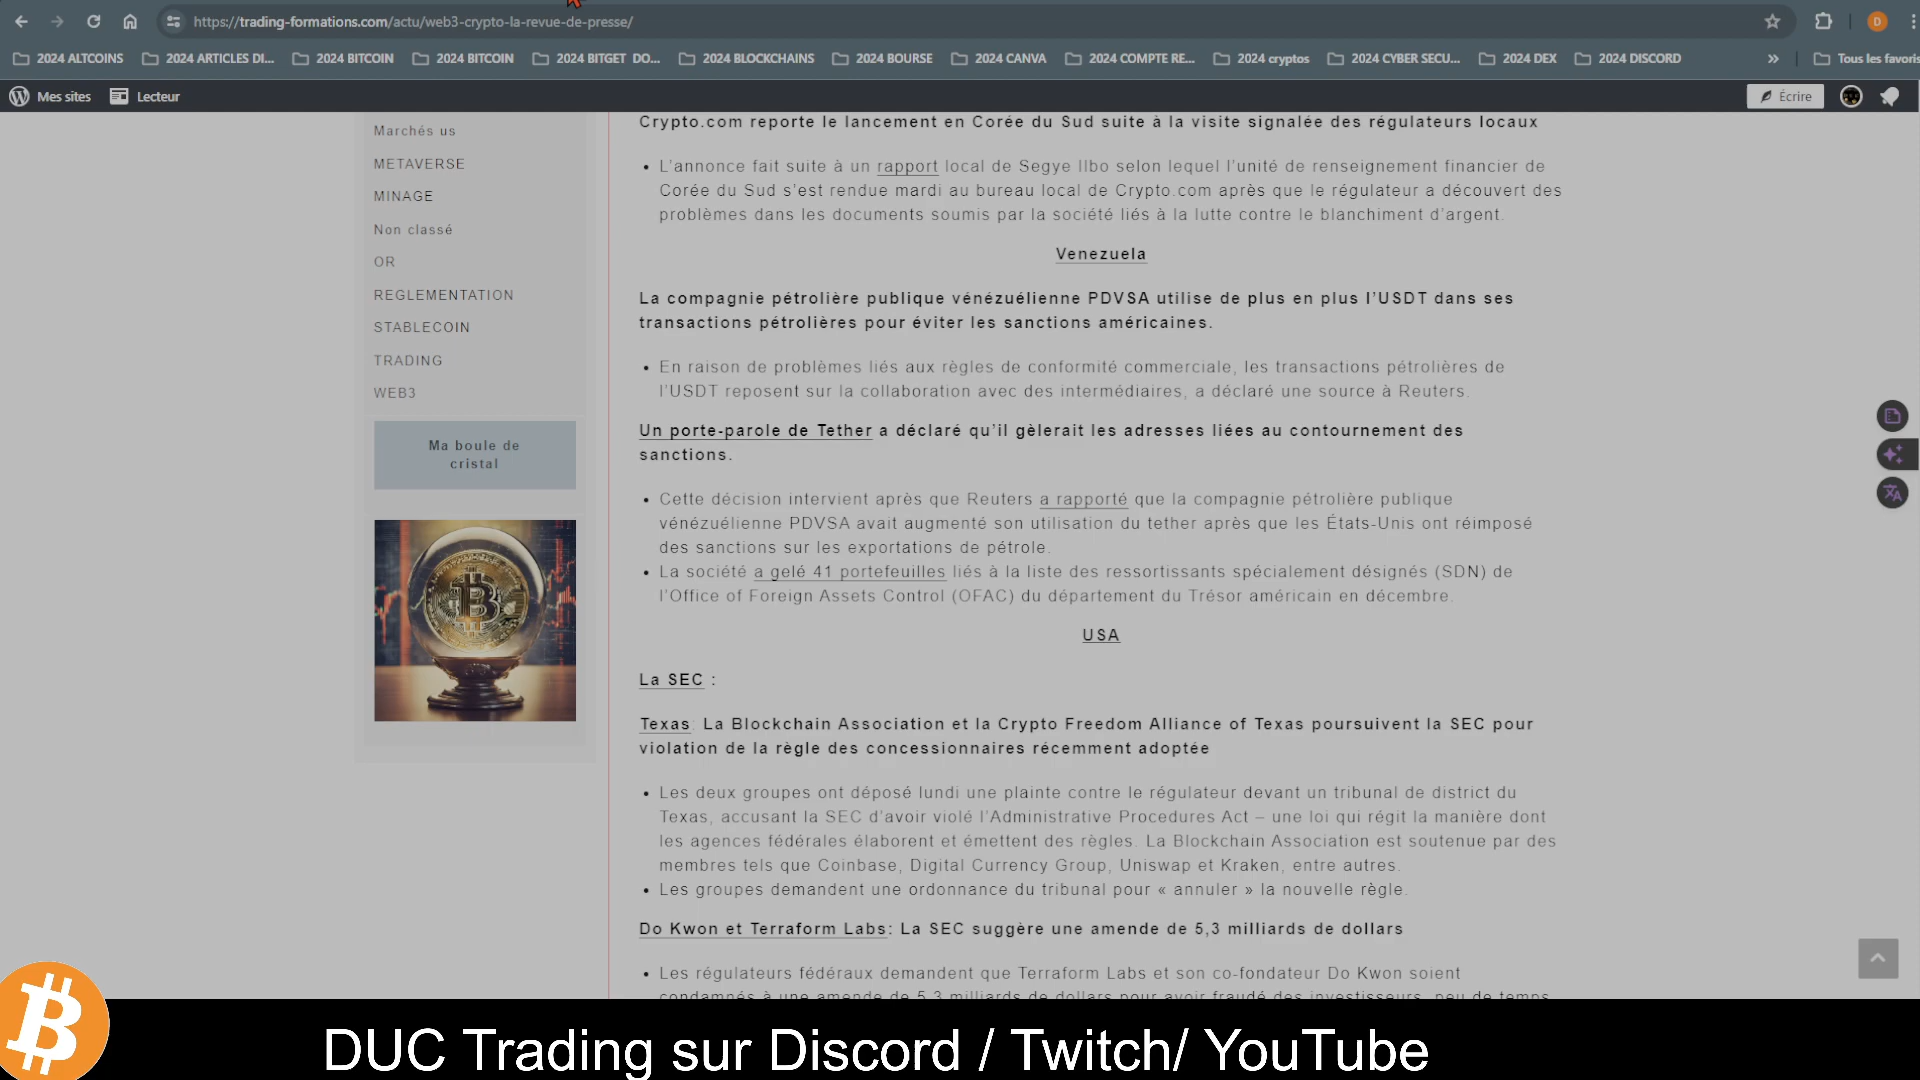 https://trading-formations.com/actu/web3-crypto-la-revue-de-presse/
D
2024 ALTCOINS
2024 ARTICLES DI...
2024 BITCOIN
2024 BITCOIN
2024 BITGET DO...
2024 BLOCKCHAINS
2024 BOURSE
2024 CANVA
2024 COMPTE RE...
2024 cryptos
2024 CYBER SECU...
2024 DEX
2024 DISCORD
Tous les favoris
Mes sites
Lecteur
Écrire
Marchés us
METAVERSE
MINAGE
Non classé
OR
REGLEMENTATION
STABLECOIN
TRADING
WEB3
Ma boule de
cristal
Crypto.com reporte le lancement en Corée du Sud suite à la visite signalée des régulateurs locaux
L'annonce fait suite à un rapport local de Segye Ilbo selon lequel l'unité de renseignement financier de
Corée du Sud s'est rendue mardi au bureau local de Crypto.com après que le régulateur a découvert des
problèmes dans les documents soumis par la société liés à la lutte contre le blanchiment d'argent.
Venezuela
La compagnie pétrolière publique vénézuélienne PDVSA utilise de plus en plus l'USDT dans ses
transactions pétrolières pour éviter les sanctions américaines.
En raison de problèmes liés aux règles de conformité commerciale, les transactions pétrolières de
l'USDT reposent sur la collaboration avec des intermédiaires, a déclaré une source à Reuters.
Un porte-parole de Tether a déclaré qu'il gèlerait les adresses liées au contournement des
sanctions.
Cette décision intervient après que Reuters a rapporté que la compagnie pétrolière publique
vénézuélienne PDVSA avait augmenté son utilisation du tether après que les États-Unis ont réimposé
des sanctions sur les exportations de pétrole.
La société a gelé 41 portefeuilles liés à la liste des ressortissants spécialement désignés (SDN) de
l'Office of Foreign Assets Control (OFAC) du département du Trésor américain en décembre.
USA
La SEC :
Texas: La Blockchain Association et la Crypto Freedom Alliance of Texas poursuivent la SEC pour
violation de la règle des concessionnaires récemment adoptée
Les deux groupes ont déposé lundi une plainte contre le régulateur devant un tribunal de district du
Texas, accusant la SEC d'avoir violé l'Administrative Procedures Act – une loi qui régit la manière dont
les agences fédérales élaborent et émettent des règles. La Blockchain Association est soutenue par des
membres tels que Coinbase, Digital Currency Group, Uniswap et Kraken, entre autres.
Les groupes demandent une ordonnance du tribunal pour « annuler » la nouvelle règle.
Do Kwon et Terraform Labs: La SEC suggère une amende de 5,3 milliards de dollars
Les régulateurs fédéraux demandent que Terraform Labs et son co-fondateur Do Kwon soient
condamnés à une amende de 5,3 milliards de dollars pour avoir fraudé des investisseurs, peu de temps
DUC Trading sur Discord / Twitch/ YouTube